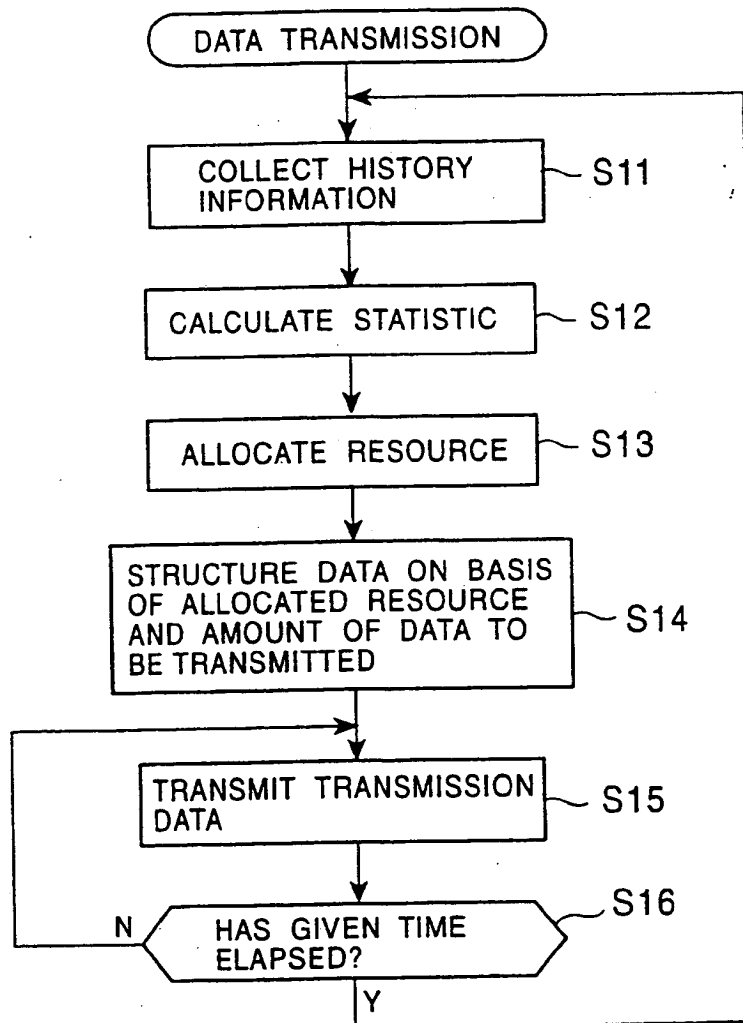 DATA TRANSMISSION
COLLECT HISTORY
INFORMATION
S11
CALCULATE STATISTIC
S12
ALLOCATE RESOURCE
S13
STRUCTURE DATA ON BASIS
OF ALLOCATED RESOURCE
AND AMOUNT OF DATA TO
BE TRANSMITTED
S14
TRANSMIT TRANSMISSION
DATA
S15
HAS GIVEN TIME
ELAPSED?
S16
N
Y